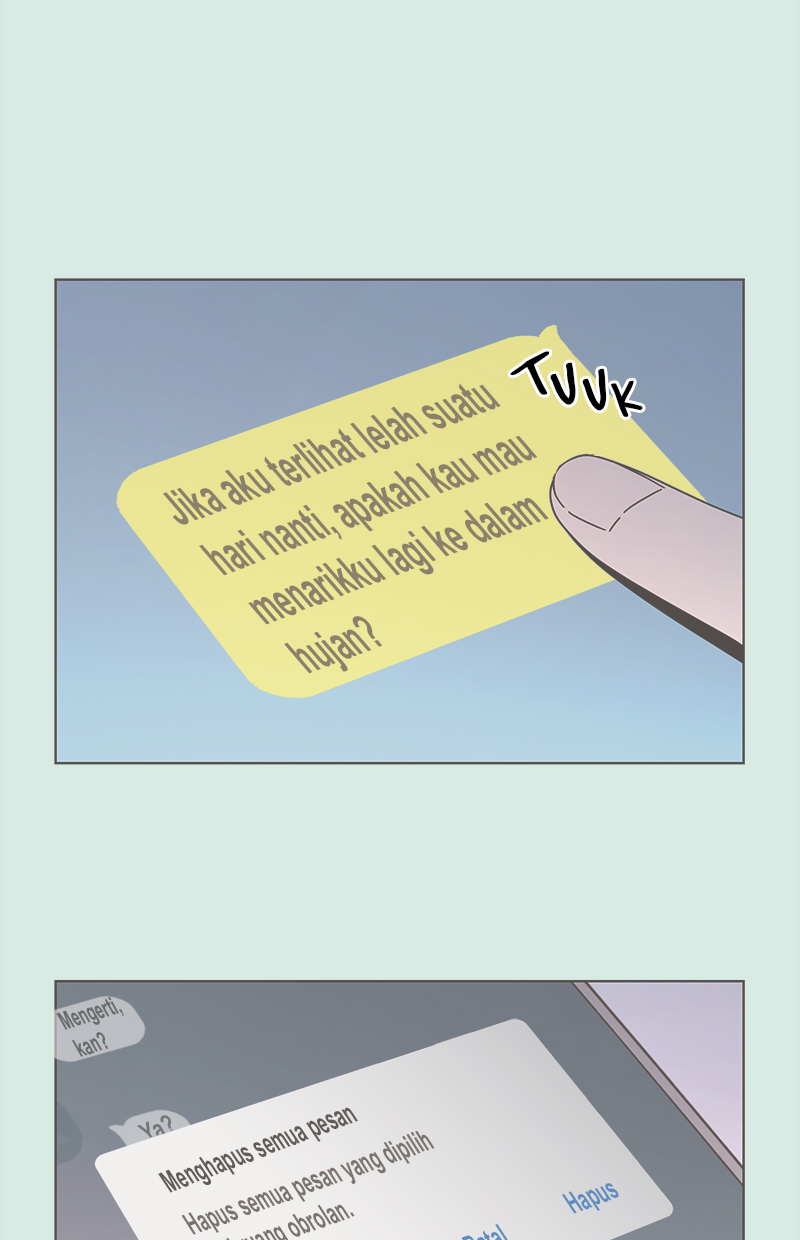 TUUK
Jika aku terlihat lelah suatu
hari nanti, apakah kau mau
menarikku lagi ke dalam
hujan?
Mengerti,
kan?
Ya?
Menghapus semua pesan
Hapus semua pesan yang dipilih
obrolan.
Hapus